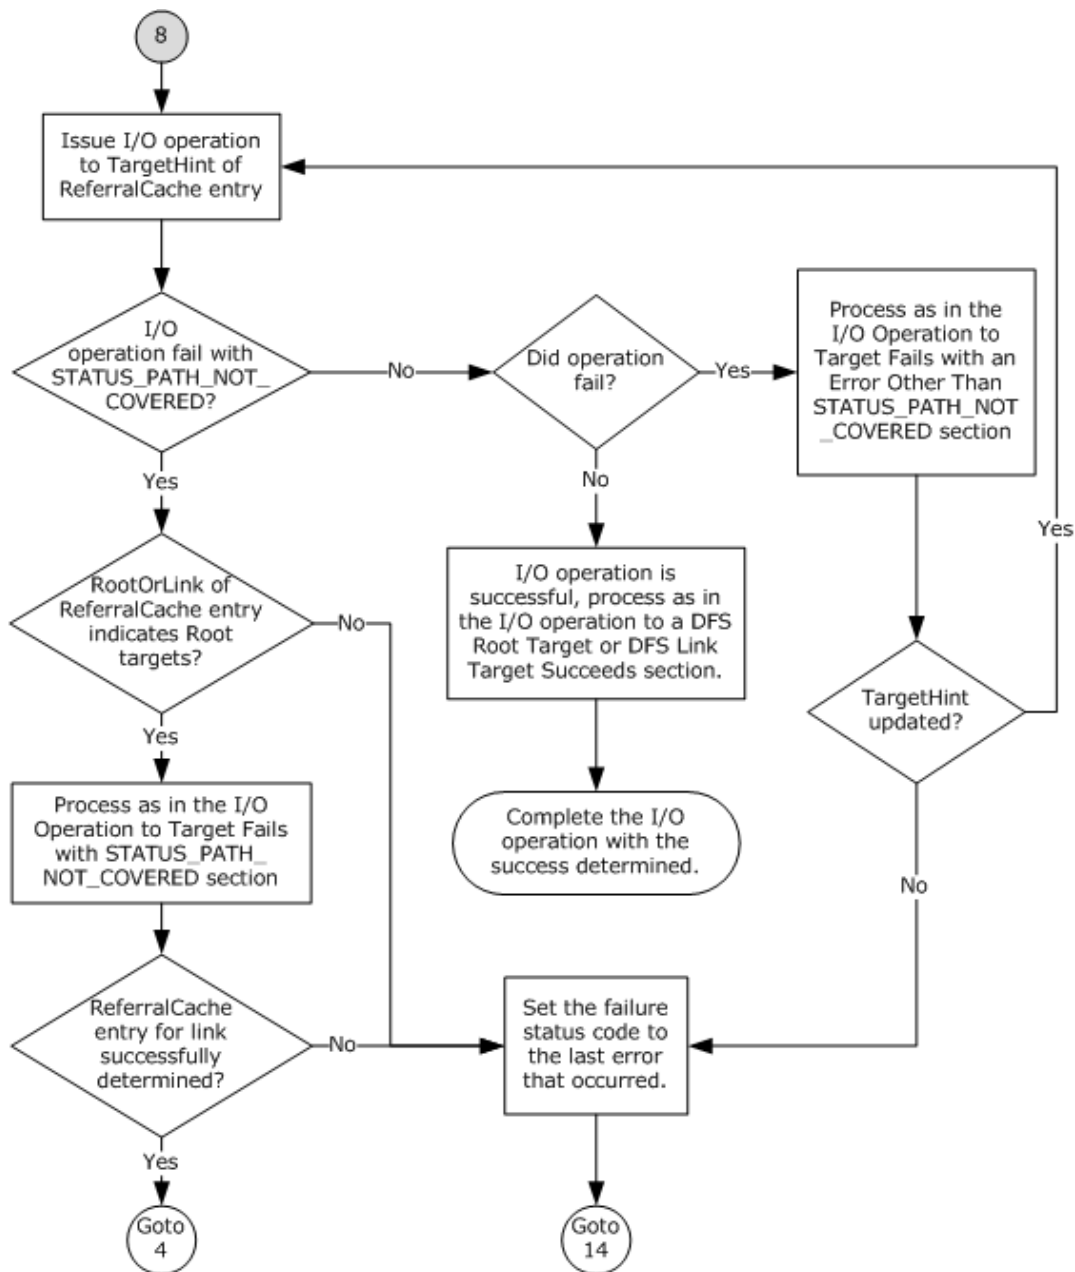 8
Issue I/O operation
to TargetHint of
ReferralCache entry
I/O
operation fail with
STATUS_PATH_NOT_
COVERED?
No
Did operation
fail?
Yes
Process as in the
I/O Operation to
Target Fails with an
Error Other Than
STATUS_PATH_NOT
_COVERED section
Yes
No
Yes
RootOrLink of
ReferralCache entry
indicates Root
targets?
No
I/O operation is
successful, process as in
the I/O operation to a DFS
Root Target or DFS Link
Target Succeeds section.
TargetHint
updated?
Yes
Process as in the I/O
Operation to Target Fails
with STATUS_PATH_
NOT_COVERED section
Complete the I/O
operation with the
success determined.
No
ReferralCache
entry for link
successfully
determined?
No
Set the failure
status code to
the last error
that occurred.
Yes
Goto
4
Goto
14